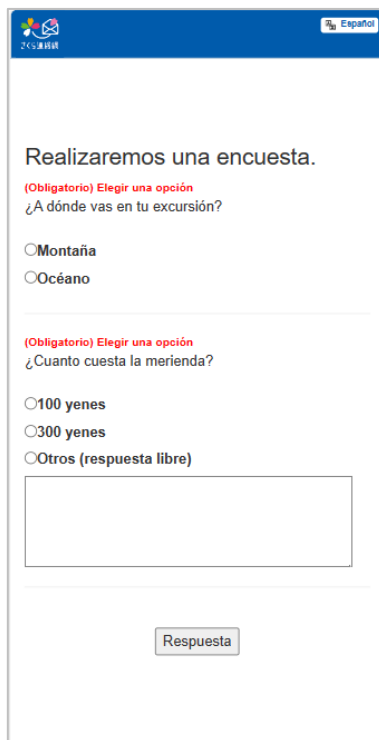 さくら連絡網
Español
Realizaremos una encuesta.
(Obligatorio) Elegir una opción
¿A dónde vas en tu excursión?
Montaña
Océano
(Obligatorio) Elegir una opción
¿Cuanto cuesta la merienda?
100 yenes
300 yenes
Otros (respuesta libre)
Respuesta